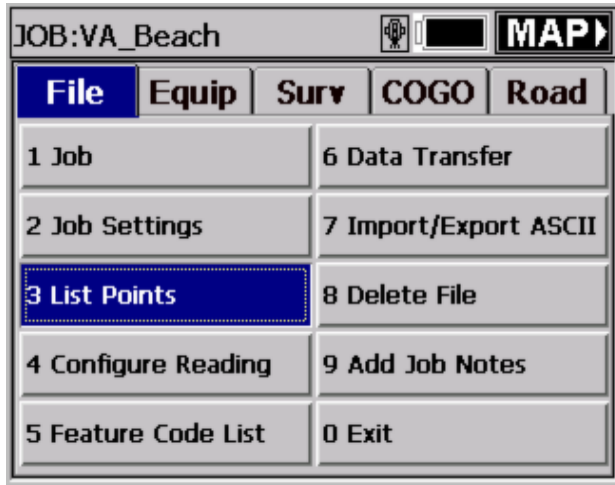 JOB:VA_Beach MAP
File Equip Surv COGO Road
1 Job 6 Data Transfer
2 Job Settings 7 Import/Export ASCII
3 List Points 8 Delete File
4 Configure Reading 9 Add Job Notes
5 Feature Code List 0 Exit